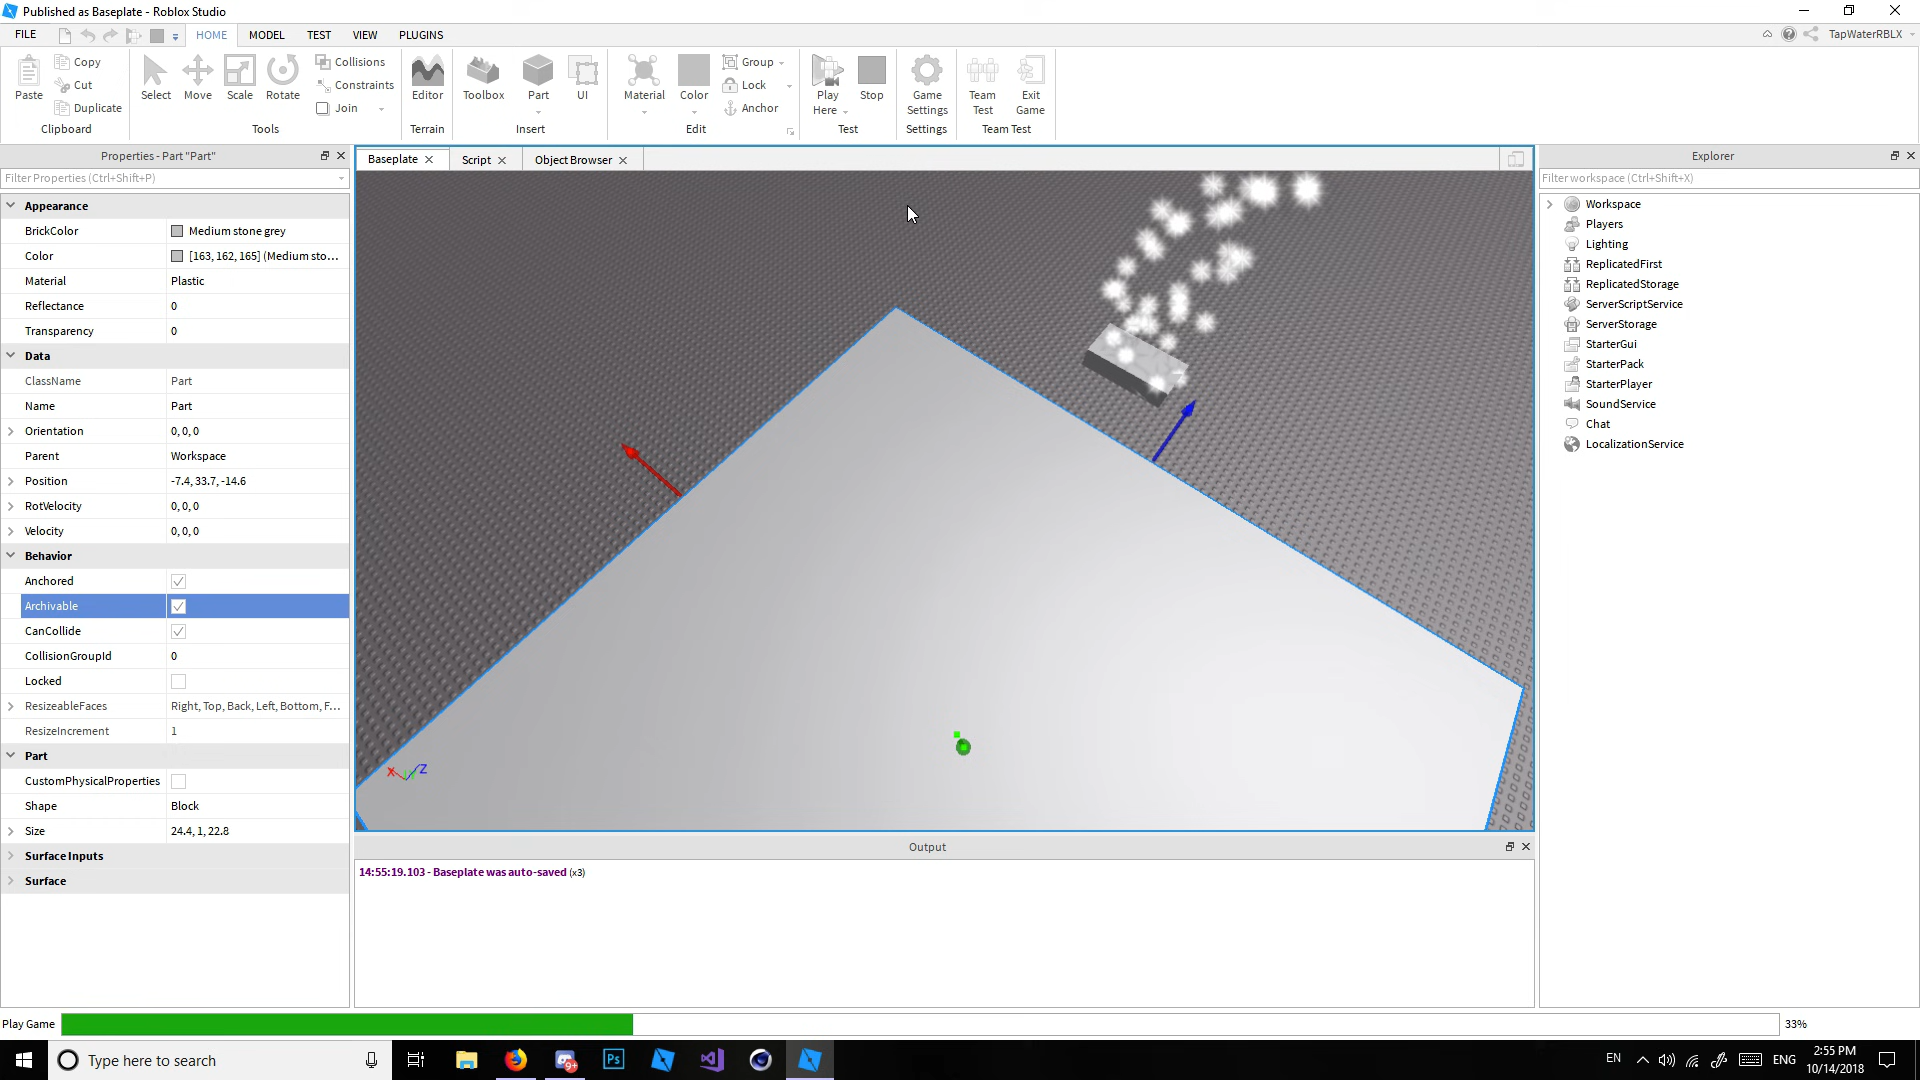 Published as Baseplate - Roblox Studio
FILE HOME MODEL TEST VIEW PLUGINS TapWaterRBLX
Paste Copy Cut Duplicate Clipboard
Select Move Scale Rotate Collisions Constraints Join Tools
Editor Terrain
Toolbox Part UI Insert
Material Color Group Lock Anchor Edit
Play Here Stop Test
Game Settings Settings
Team Test Exit Game Team Test
Properties - Part "Part"
Filter Properties (Ctrl+Shift+P)
Appearance
BrickColor Medium stone grey
Color [163, 162, 165] (Medium sto...
Material Plastic
Reflectance 0
Transparency 0
Data
ClassName Part
Name Part
Orientation 0, 0, 0
Parent Workspace
Position -7.4, 33.7, -14.6
RotVelocity 0, 0, 0
Velocity 0, 0, 0
Behavior
Anchored
Archivable
CanCollide
CollisionGroupId 0
Locked
ResizeableFaces Right, Top, Back, Left, Bottom, F...
ResizeIncrement 1
Part
CustomPhysicalProperties
Shape Block
Size 24.4, 1, 22.8
Surface Inputs
Surface
Baseplate Script Object Browser
X Y Z
Output
14:55:19.103 - Baseplate was auto-saved (x3)
Explorer
Filter workspace (Ctrl+Shift+X)
Workspace
Players
Lighting
ReplicatedFirst
ReplicatedStorage
ServerScriptService
ServerStorage
StarterGui
StarterPack
StarterPlayer
SoundService
Chat
LocalizationService
Play Game 33%
Type here to search
9+
Ps
EN
ENG
2:55 PM
10/14/2018